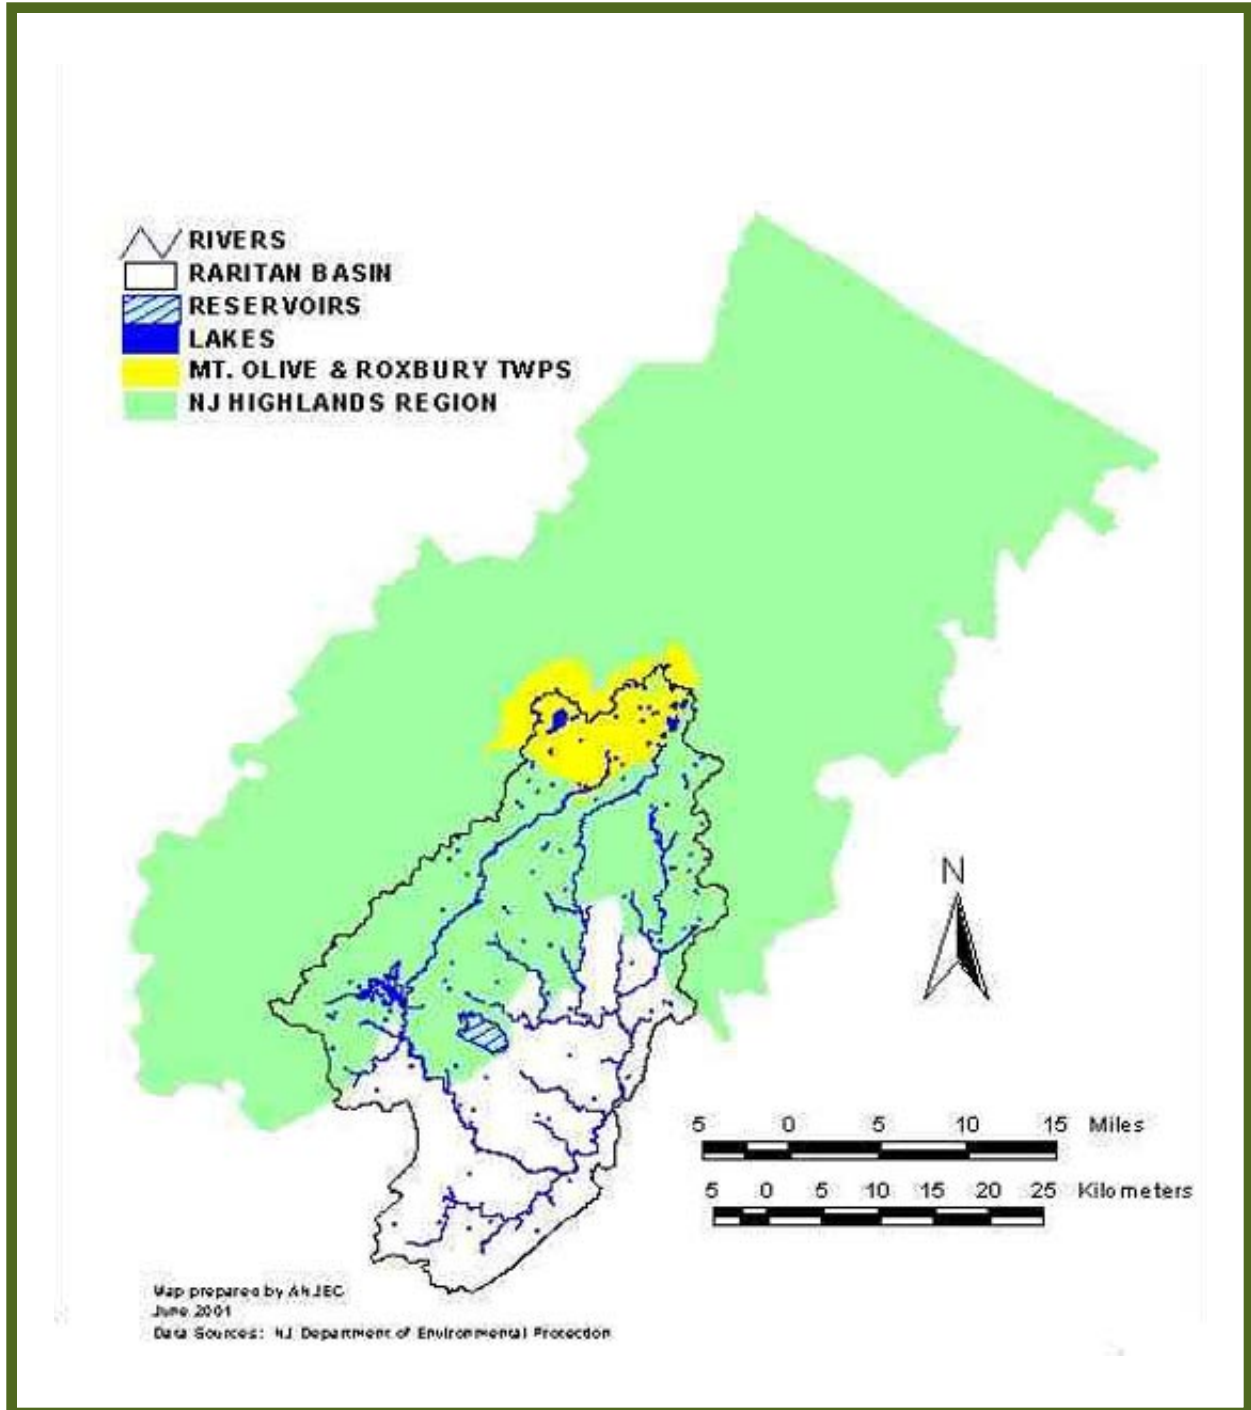 RIVERS
RARITAN BASIN
RESERVOIRS
LAKES
MT. OLIVE & ROXBURY TWPS
NJ HIGHLANDS REGION
N
5 0 5 10 15 Miles
5 0 5 10 15 20 25 Kilometers
Map prepared by ANJEC
June 2001
Data Sources: NJ Department of Environmental Protection